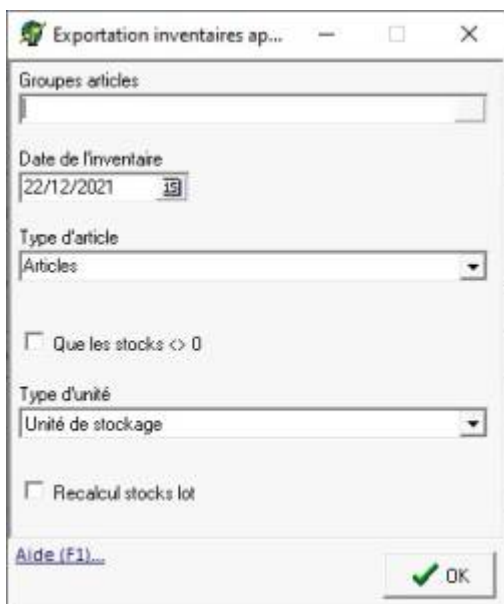 Exportation inventaires ap...
Groupes articles
Date de l'inventaire
22/12/2021 15
Type d'article
Articles
Que les stocks <> 0
Type d'unité
Unité de stockage
Recalcul stocks lot
Aide (F1)...
OK